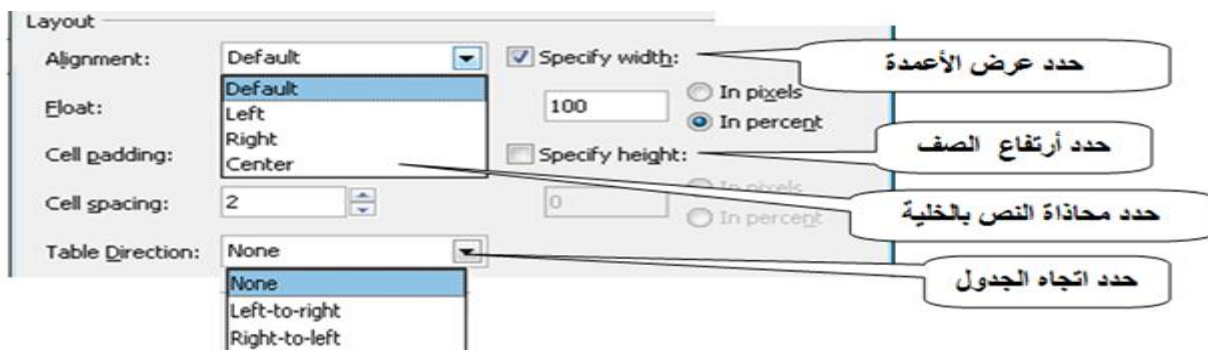 Layout
Alignment: Default Specify width: حدد عرض الأعمدة
Default
Float: Left 100 In pixels
Right In percent
Cell padding: Center Specify height: حدد أرتفاع الصف
In pixels
Cell spacing: 2 0 In percent حدد محاذاة النص بالخلية
Table Direction: None
حدد اتجاه الجدول
None
Left-to-right
Right-to-left